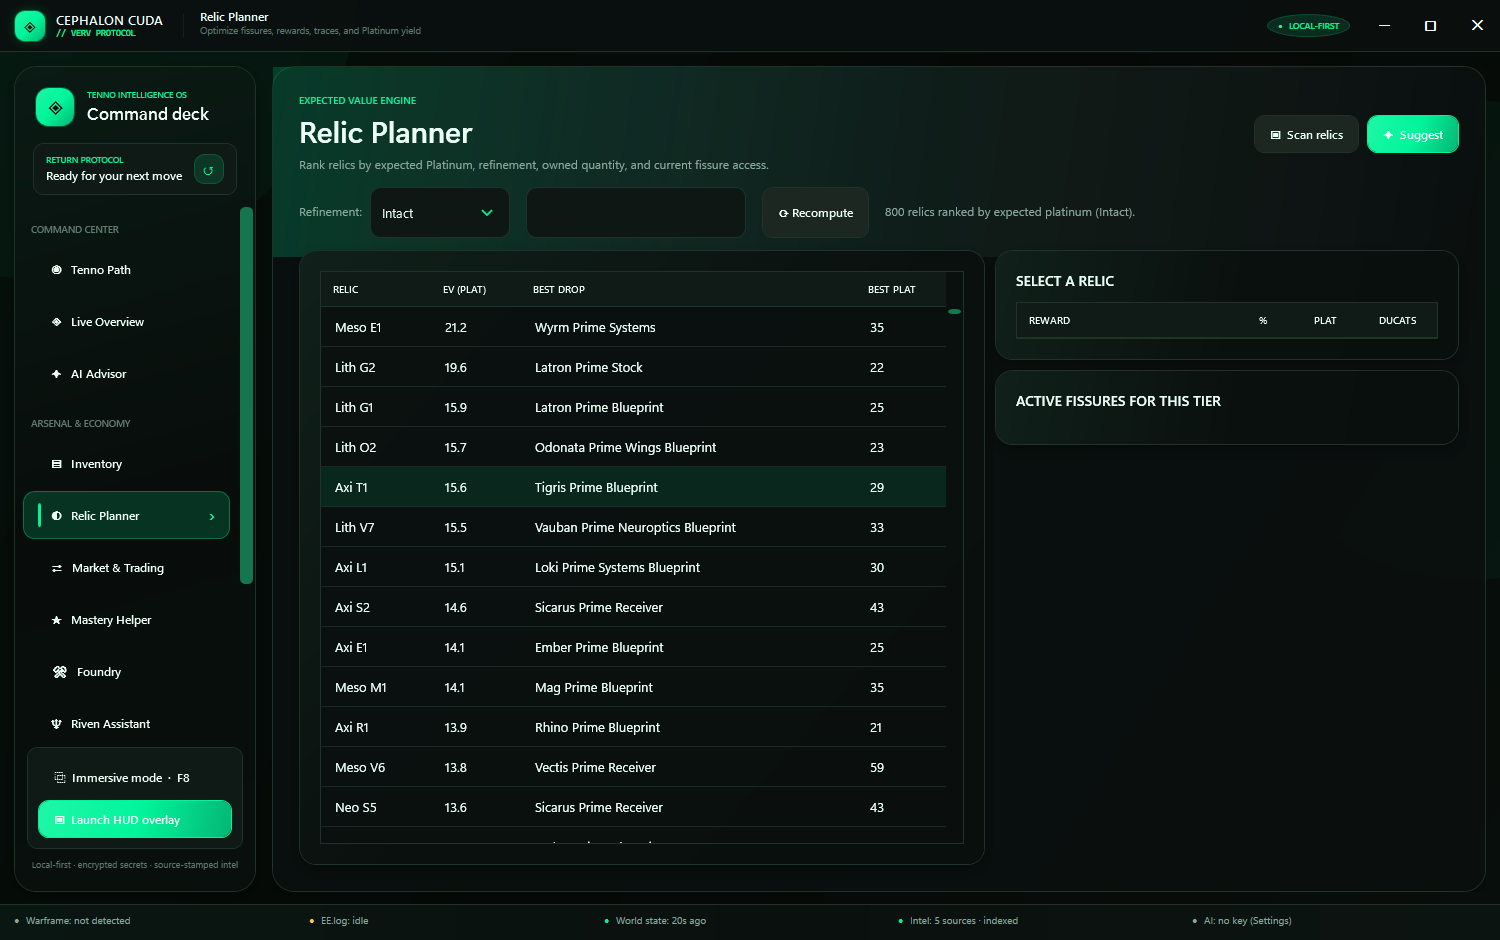 CEPHALON CUDA
// VERV PROTOCOL
Relic Planner
Optimize fissures, rewards, traces, and Platinum yield
LOCAL-FIRST
TENNO INTELLIGENCE OS
Command deck
RETURN PROTOCOL
Ready for your next move
COMMAND CENTER
Tenno Path
Live Overview
AI Advisor
ARSENAL & ECONOMY
Inventory
Relic Planner
Market & Trading
Mastery Helper
Foundry
Riven Assistant
Immersive mode · F8
Launch HUD overlay
Local-first · encrypted secrets · source-stamped intel
EXPECTED VALUE ENGINE
Relic Planner
Rank relics by expected Platinum, refinement, owned quantity, and current fissure access.
Scan relics
Suggest
Refinement: Intact
Recompute
800 relics ranked by expected platinum (Intact).
RELIC EV (PLAT) BEST DROP BEST PLAT
Meso E1 21.2 Wyrm Prime Systems 35
Lith G2 19.6 Latron Prime Stock 22
Lith G1 15.9 Latron Prime Blueprint 25
Lith O2 15.7 Odonata Prime Wings Blueprint 23
Axi T1 15.6 Tigris Prime Blueprint 29
Lith V7 15.5 Vauban Prime Neuroptics Blueprint 33
Axi L1 15.1 Loki Prime Systems Blueprint 30
Axi S2 14.6 Sicarus Prime Receiver 43
Axi E1 14.1 Ember Prime Blueprint 25
Meso M1 14.1 Mag Prime Blueprint 35
Axi R1 13.9 Rhino Prime Blueprint 21
Meso V6 13.8 Vectis Prime Receiver 59
Neo S5 13.6 Sicarus Prime Receiver 43
SELECT A RELIC
REWARD % PLAT DUCATS
ACTIVE FISSURES FOR THIS TIER
Warframe: not detected
EE.log: idle
World state: 20s ago
Intel: 5 sources · indexed
AI: no key (Settings)